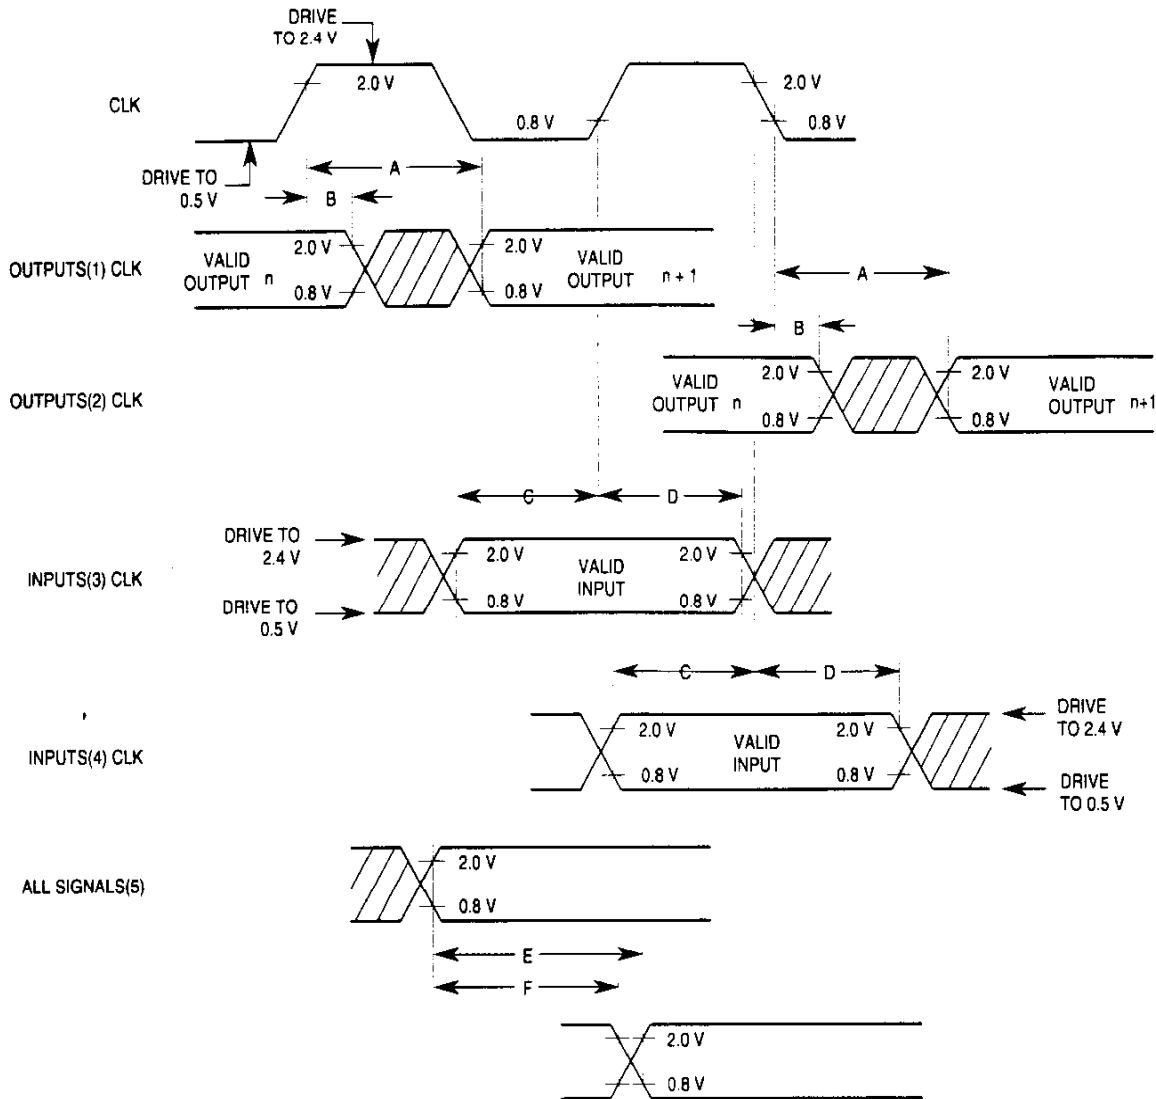 DRIVE
TO 2.4 V
CLK
2.0 V
0.8 V
2.0 V
0.8 V
DRIVE TO
0.5 V
A
B
OUTPUTS(1) CLK
VALID
OUTPUT n
2.0 V
0.8 V
2.0 V
0.8 V
VALID
OUTPUT n + 1
A
B
OUTPUTS(2) CLK
VALID
OUTPUT n
2.0 V
0.8 V
2.0 V
0.8 V
VALID
OUTPUT n+1
C
D
INPUTS(3) CLK
DRIVE TO
2.4 V
DRIVE TO
0.5 V
2.0 V
0.8 V
VALID
INPUT
2.0 V
0.8 V
C
D
INPUTS(4) CLK
2.0 V
0.8 V
VALID
INPUT
2.0 V
0.8 V
DRIVE
TO 2.4 V
DRIVE
TO 0.5 V
ALL SIGNALS(5)
2.0 V
0.8 V
E
F
2.0 V
0.8 V